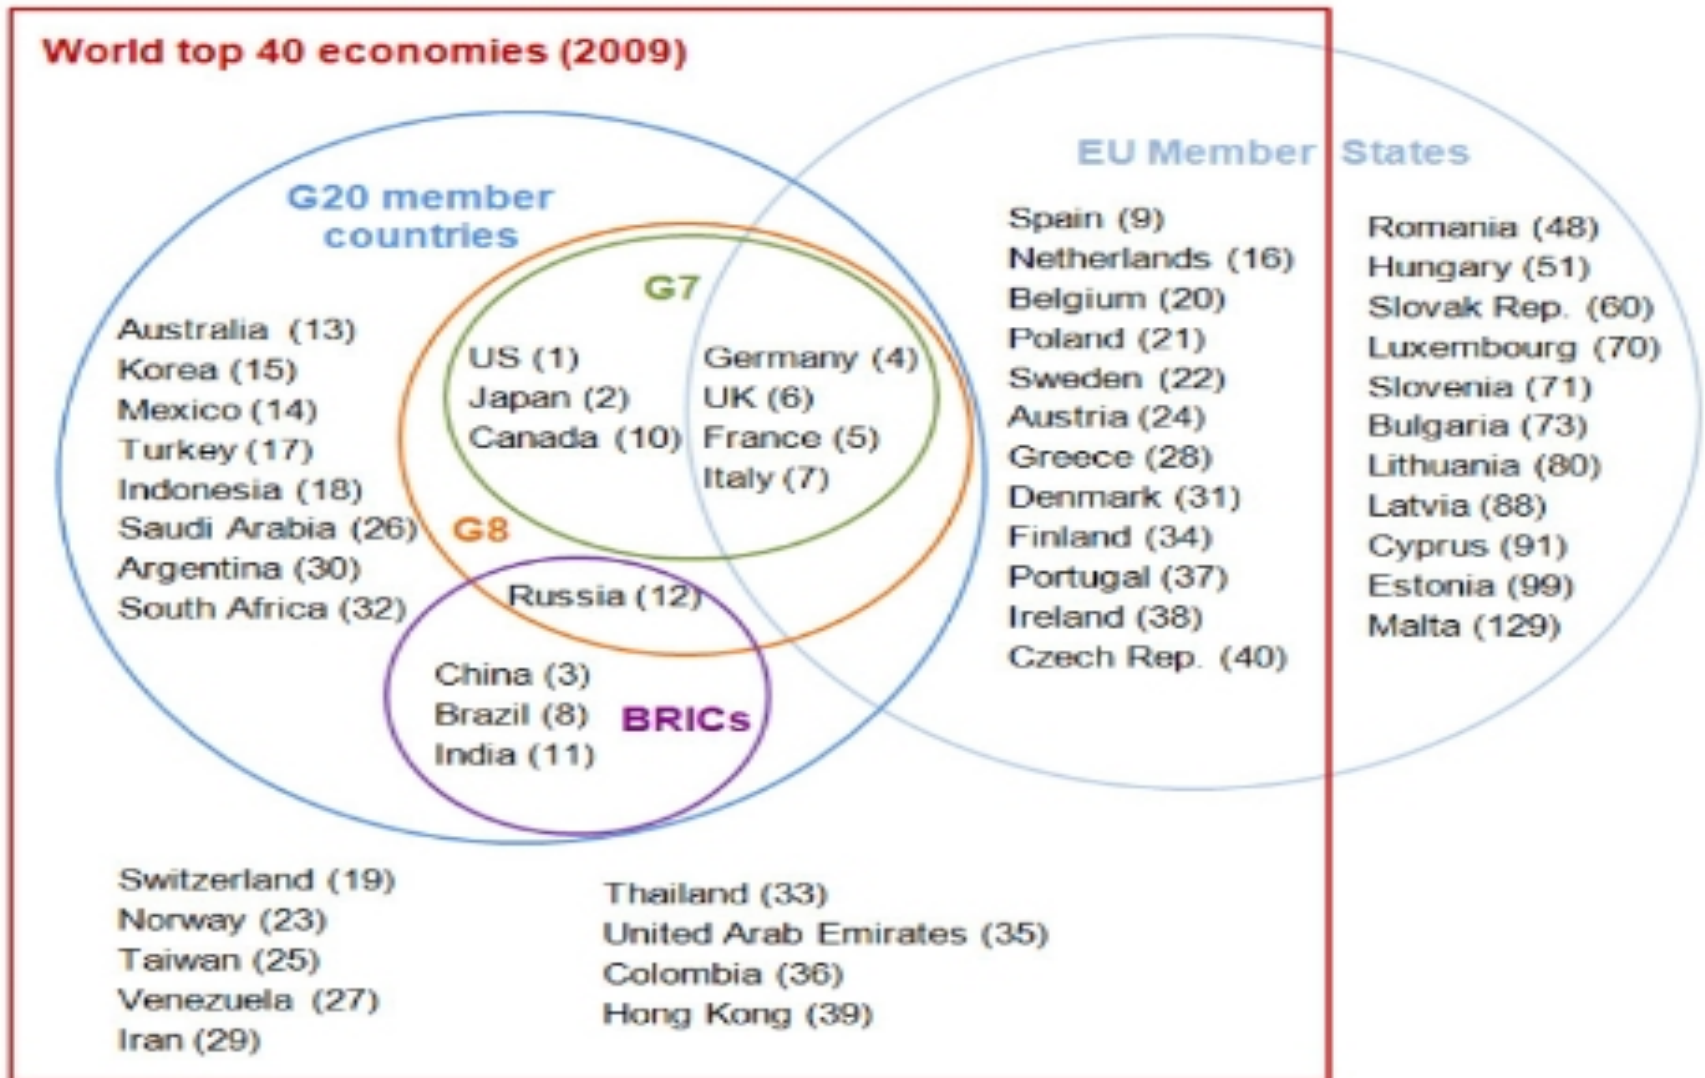 World top 40 economies (2009)
EU Member States
G20 member
countries
G7
Australia (13)
Korea (15)
Mexico (14)
Turkey (17)
Indonesia (18)
Saudi Arabia (26)
Argentina (30)
South Africa (32)
US (1)
Japan (2)
Canada (10)
Germany (4)
UK (6)
France (5)
Italy (7)
G8
Russia (12)
China (3)
Brazil (8)
India (11)
BRICs
Spain (9)
Netherlands (16)
Belgium (20)
Poland (21)
Sweden (22)
Austria (24)
Greece (28)
Denmark (31)
Finland (34)
Portugal (37)
Ireland (38)
Czech Rep. (40)
Romania (48)
Hungary (51)
Slovak Rep. (60)
Luxembourg (70)
Slovenia (71)
Bulgaria (73)
Lithuania (80)
Latvia (88)
Cyprus (91)
Estonia (99)
Malta (129)
Switzerland (19)
Norway (23)
Taiwan (25)
Venezuela (27)
Iran (29)
Thailand (33)
United Arab Emirates (35)
Colombia (36)
Hong Kong (39)